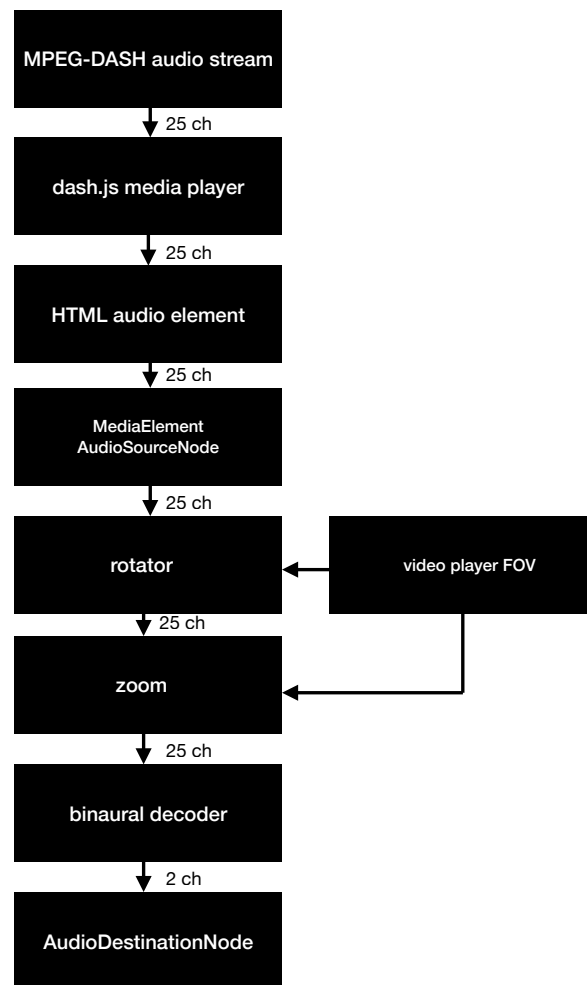 MPEG-DASH audio stream
25 ch
dash.js media player
25 ch
HTML audio element
25 ch
MediaElement
AudioSourceNode
25 ch
rotator
video player FOV
25 ch
zoom
25 ch
binaural decoder
2 ch
AudioDestinationNode